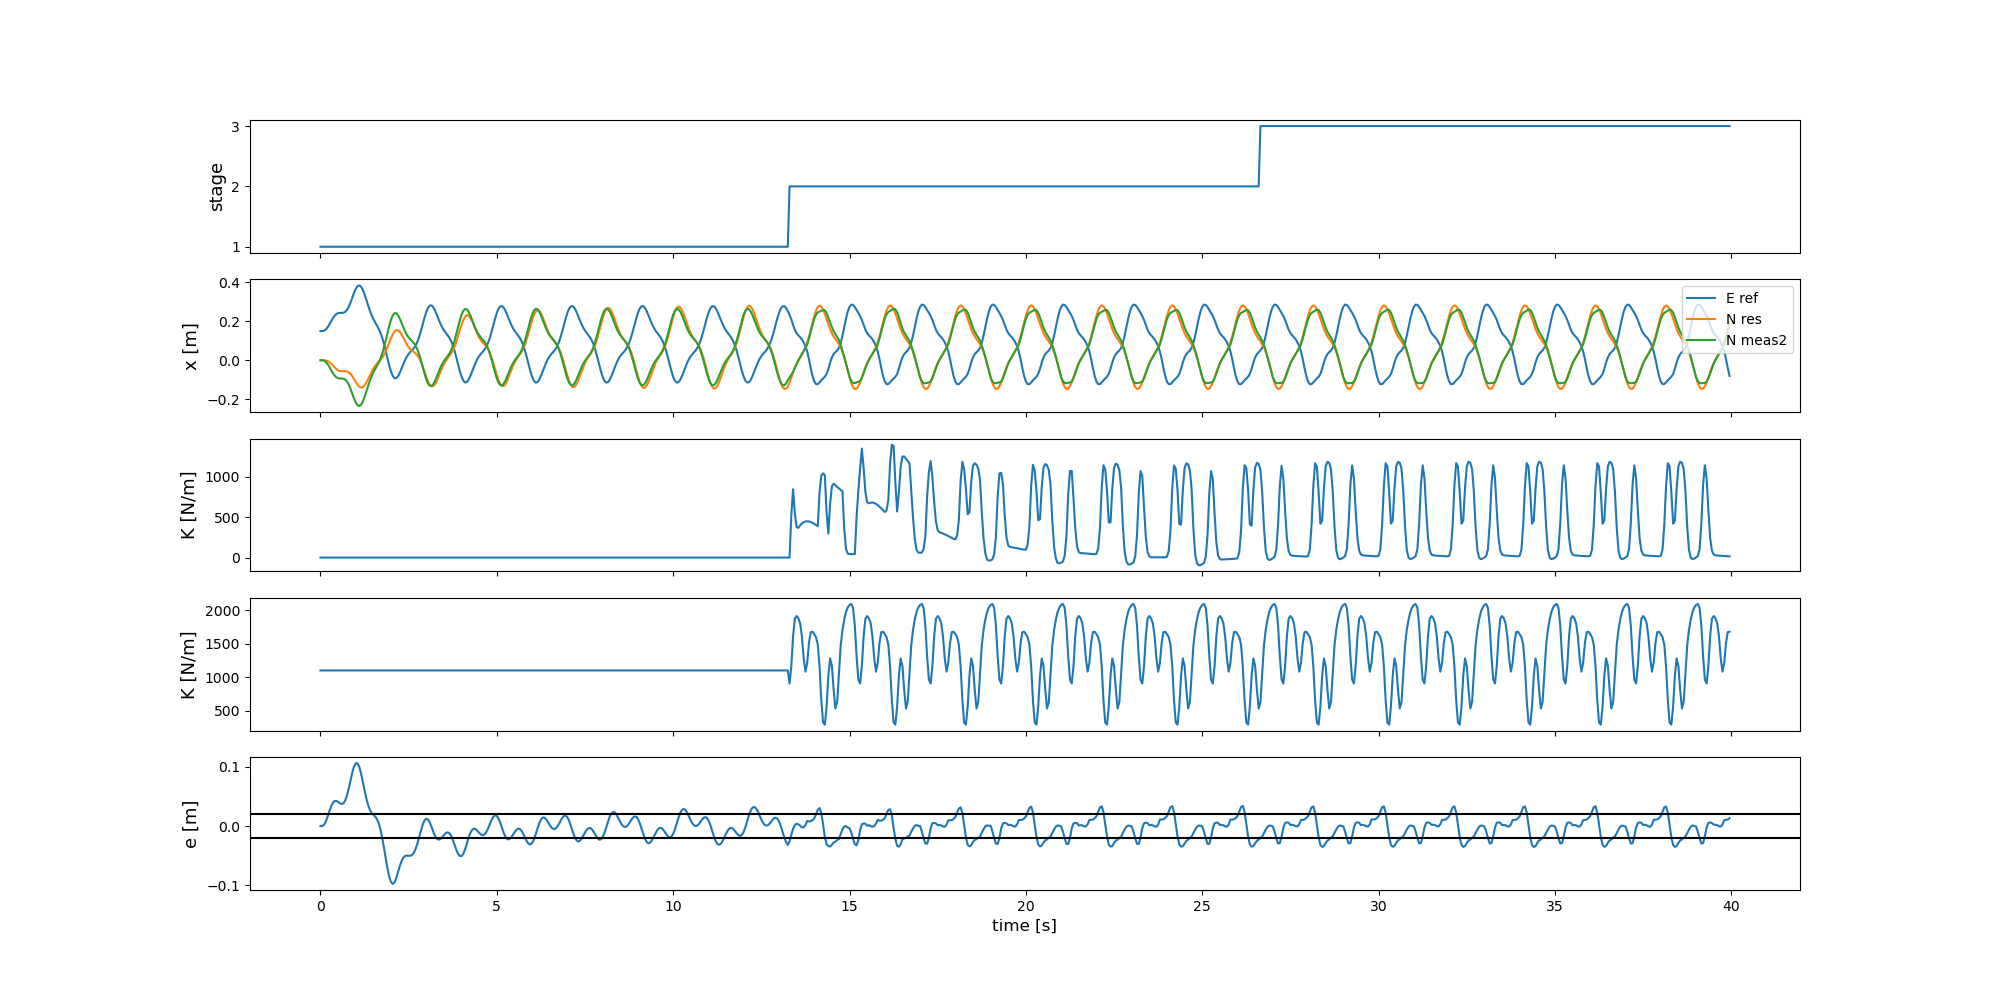 3
2
1
stage
0.4
0.2
0.0
−0.2
x [m]
E ref
N res
N meas2
1000
500
0
K [N/m]
2000
1500
1000
500
K [N/m]
0.1
0.0
−0.1
e [m]
0 5 10 15 20 25 30 35 40
time [s]